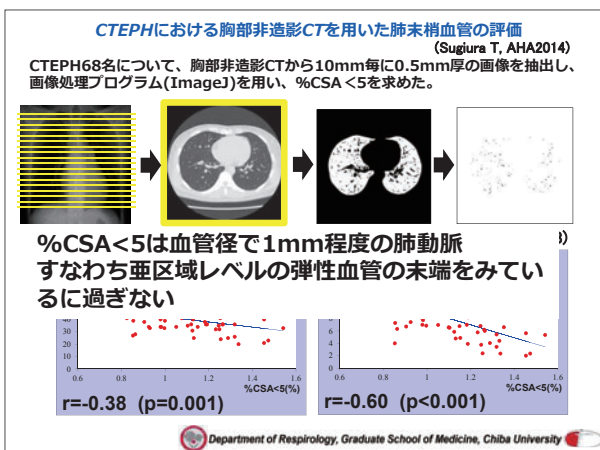 CTEPHにおける胸部非造影CTを用いた肺末梢血管の評価
(Sugiura T, AHA2014)
CTEPH68名について、胸部非造影CTから10mm毎に0.5mm厚の画像を抽出し、
画像処理プログラム(ImageJ)を用い、%CSA<5を求めた。
%CSA<5は血管径で1mm程度の肺動脈
すなわち亜区域レベルの弾性血管の末端をみてい
るに過ぎない
30
20
10
0
0.6 0.8 1 1.2 1.4 1.6
%CSA<5(%)
r=-0.38 (p=0.001)
8
6
4
2
0
0.6 0.8 1 1.2 1.4 1.6
%CSA<5(%)
r=-0.60 (p<0.001)
Department of Respirology, Graduate School of Medicine, Chiba University